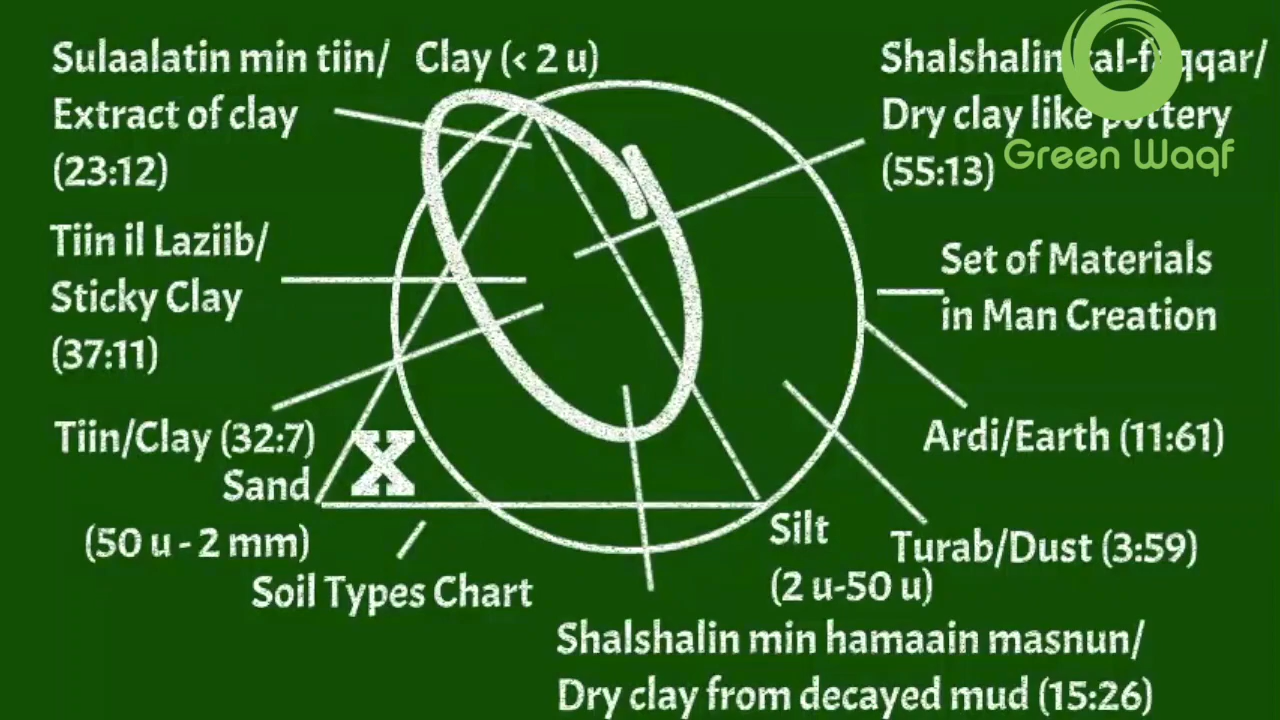 Sulaalatin min tiin/
Extract of clay
(23:12)
Clay (< 2 u)
Shalshalin kal-faqqar/
Dry clay like pottery
(55:13)
Green Waqf
Tiin il Laziib/
Sticky Clay
(37:11)
Set of Materials
in Man Creation
Tiin/Clay (32:7)
Ardi/Earth (11:61)
X
Sand
(50 u - 2 mm)
Silt
(2 u-50 u)
Turab/Dust (3:59)
Soil Types Chart
Shalshalin min hamaain masnun/
Dry clay from decayed mud (15:26)